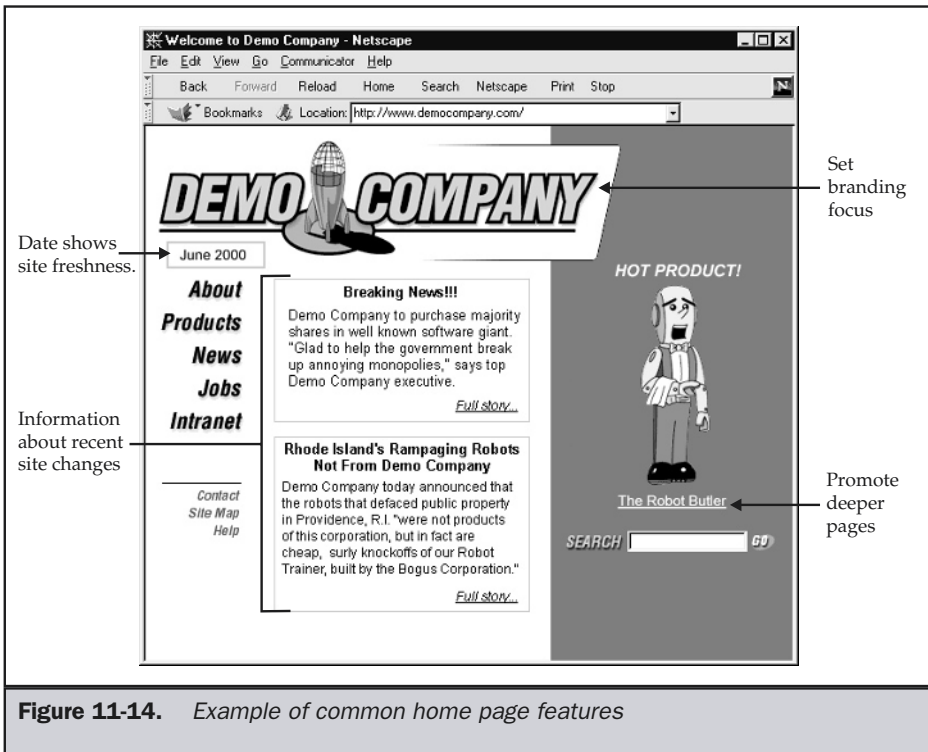 Welcome to Demo Company - Netscape
File Edit View Go Communicator Help
Back Forward Reload Home Search Netscape Print Stop
N
Bookmarks Location: http://www.democompany.com/
DEMO COMPANY
Set
branding
focus
Date shows
site freshness.
June 2000
About
Products
News
Jobs
Intranet
Information
about recent
site changes
Contact
Site Map
Help
Breaking News!!!
Demo Company to purchase majority
shares in well known software giant.
"Glad to help the government break
up annoying monopolies," says top
Demo Company executive.
Full story...
Rhode Island's Rampaging Robots
Not From Demo Company
Demo Company today announced that
the robots that defaced public property
in Providence, R.I. "were not products
of this corporation, but in fact are
cheap, surly knockoffs of our Robot
Trainer, built by the Bogus Corporation."
Full story...
HOT PRODUCT!
The Robot Butler
Promote
deeper
pages
SEARCH GO
Figure 11-14. Example of common home page features